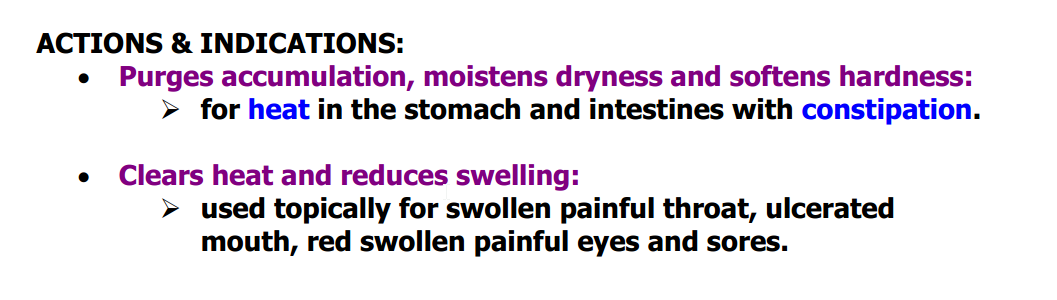 ACTIONS & INDICATIONS:
• Purges accumulation, moistens dryness and softens hardness:
➢ for heat in the stomach and intestines with constipation.
• Clears heat and reduces swelling:
➢ used topically for swollen painful throat, ulcerated
mouth, red swollen painful eyes and sores.